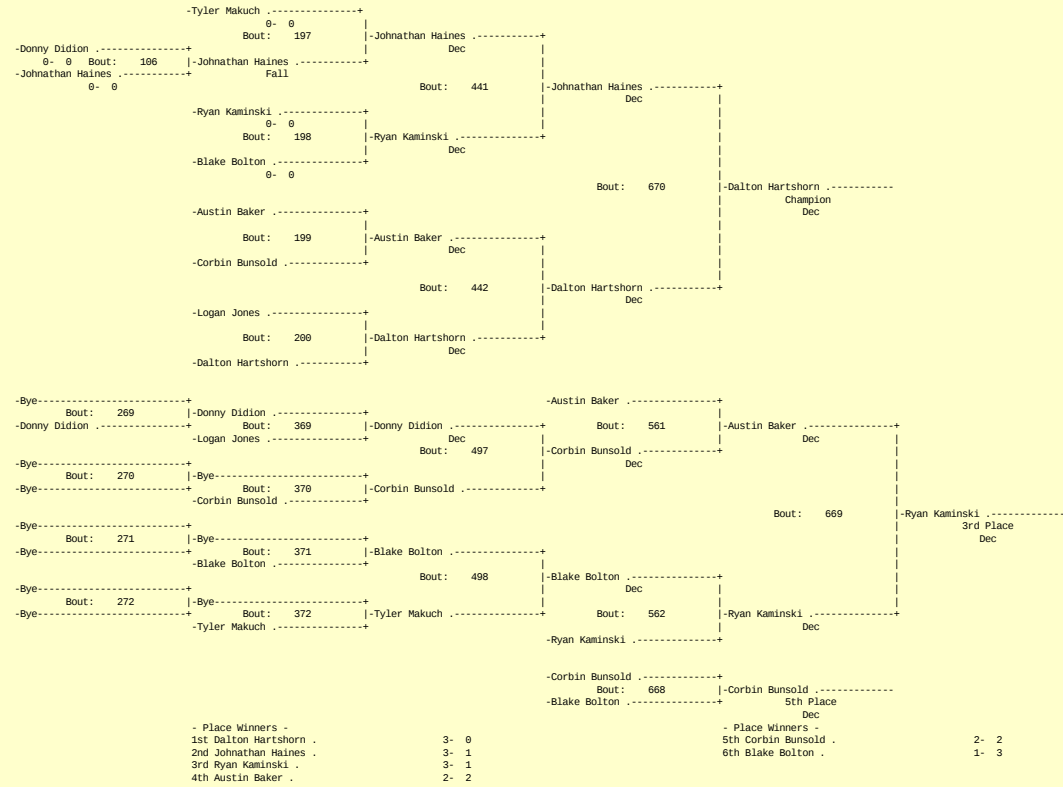 -Tyler Makuch .---------------+
0-  0                |
Bout:    197         |-Johnathan Haines .----------+
-Donny Didion .--------------+                              |             Dec             |
0-  0   Bout:    106      |-Johnathan Haines .----------+                             |
-Johnathan Haines .----------+            Fall                                            |
0-  0                                                    Bout:    441         |-Johnathan Haines .----------+
|             Dec             |
-Ryan Kaminski .-------------+                             |                             |
0-  0                |                             |                             |
Bout:    198         |-Ryan Kaminski .-------------+                             |
|             Dec                                           |
-Blake Bolton .--------------+                                                           |
0-  0                                                                              |
Bout:    670         |-Dalton Hartshorn .----------
|          Champion
-Austin Baker .--------------+                                                           |             Dec
|                                                           |
Bout:    199         |-Austin Baker .--------------+                             |
|             Dec             |                             |
-Corbin Bunsold .------------+                             |                             |
|                             |
Bout:    442         |-Dalton Hartshorn .----------+
|             Dec
-Logan Jones .---------------+                             |
|                             |
Bout:    200         |-Dalton Hartshorn .----------+
|             Dec
-Dalton Hartshorn .----------+
-Bye-------------------------+                                                           -Austin Baker .--------------+
Bout:    269         |-Donny Didion .--------------+                                                          |
-Donny Didion .--------------+        Bout:    369         |-Donny Didion .--------------+        Bout:    561         |-Austin Baker .--------------+
-Logan Jones .---------------+             Dec             |                             |             Dec             |
Bout:    497         |-Corbin Bunsold .------------+                             |
-Bye-------------------------+                                                           |             Dec                                           |
Bout:    270         |-Bye-------------------------+                             |                                                           |
-Bye-------------------------+        Bout:    370         |-Corbin Bunsold .------------+                                                           |
-Corbin Bunsold .------------+                                                                                         |
Bout:    669         |-Ryan Kaminski .-------------
-Bye-------------------------+                                                                                                                       |          3rd Place
Bout:    271         |-Bye-------------------------+                                                                                         |             Dec
-Bye-------------------------+        Bout:    371         |-Blake Bolton .--------------+                                                           |
-Blake Bolton .--------------+                             |                                                           |
Bout:    498         |-Blake Bolton .--------------+                             |
-Bye-------------------------+                                                           |             Dec             |                             |
Bout:    272         |-Bye-------------------------+                             |                             |                             |
-Bye-------------------------+        Bout:    372         |-Tyler Makuch .--------------+        Bout:    562         |-Ryan Kaminski .-------------+
-Tyler Makuch .--------------+                                                           |             Dec
-Ryan Kaminski .-------------+
-Corbin Bunsold .------------+
Bout:    668         |-Corbin Bunsold .------------
-Blake Bolton .--------------+          5th Place
Dec
- Place Winners -                                                                        - Place Winners -
1st Dalton Hartshorn .                     3-  0                                         5th Corbin Bunsold .                       2-  2
2nd Johnathan Haines .                     3-  1                                         6th Blake Bolton .                         1-  3
3rd Ryan Kaminski .                        3-  1
4th Austin Baker .                         2-  2